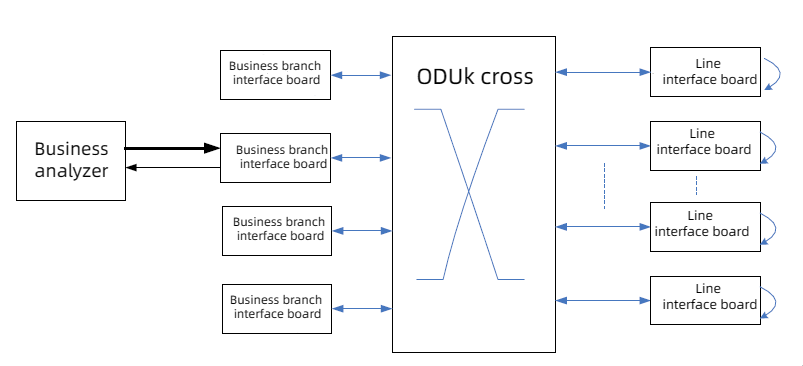 Business
analyzer
Business branch
interface board
Business branch
interface board
Business branch
interface board
Business branch
interface board
ODUk cross
Line
interface board
Line
interface board
Line
interface board
Line
interface board